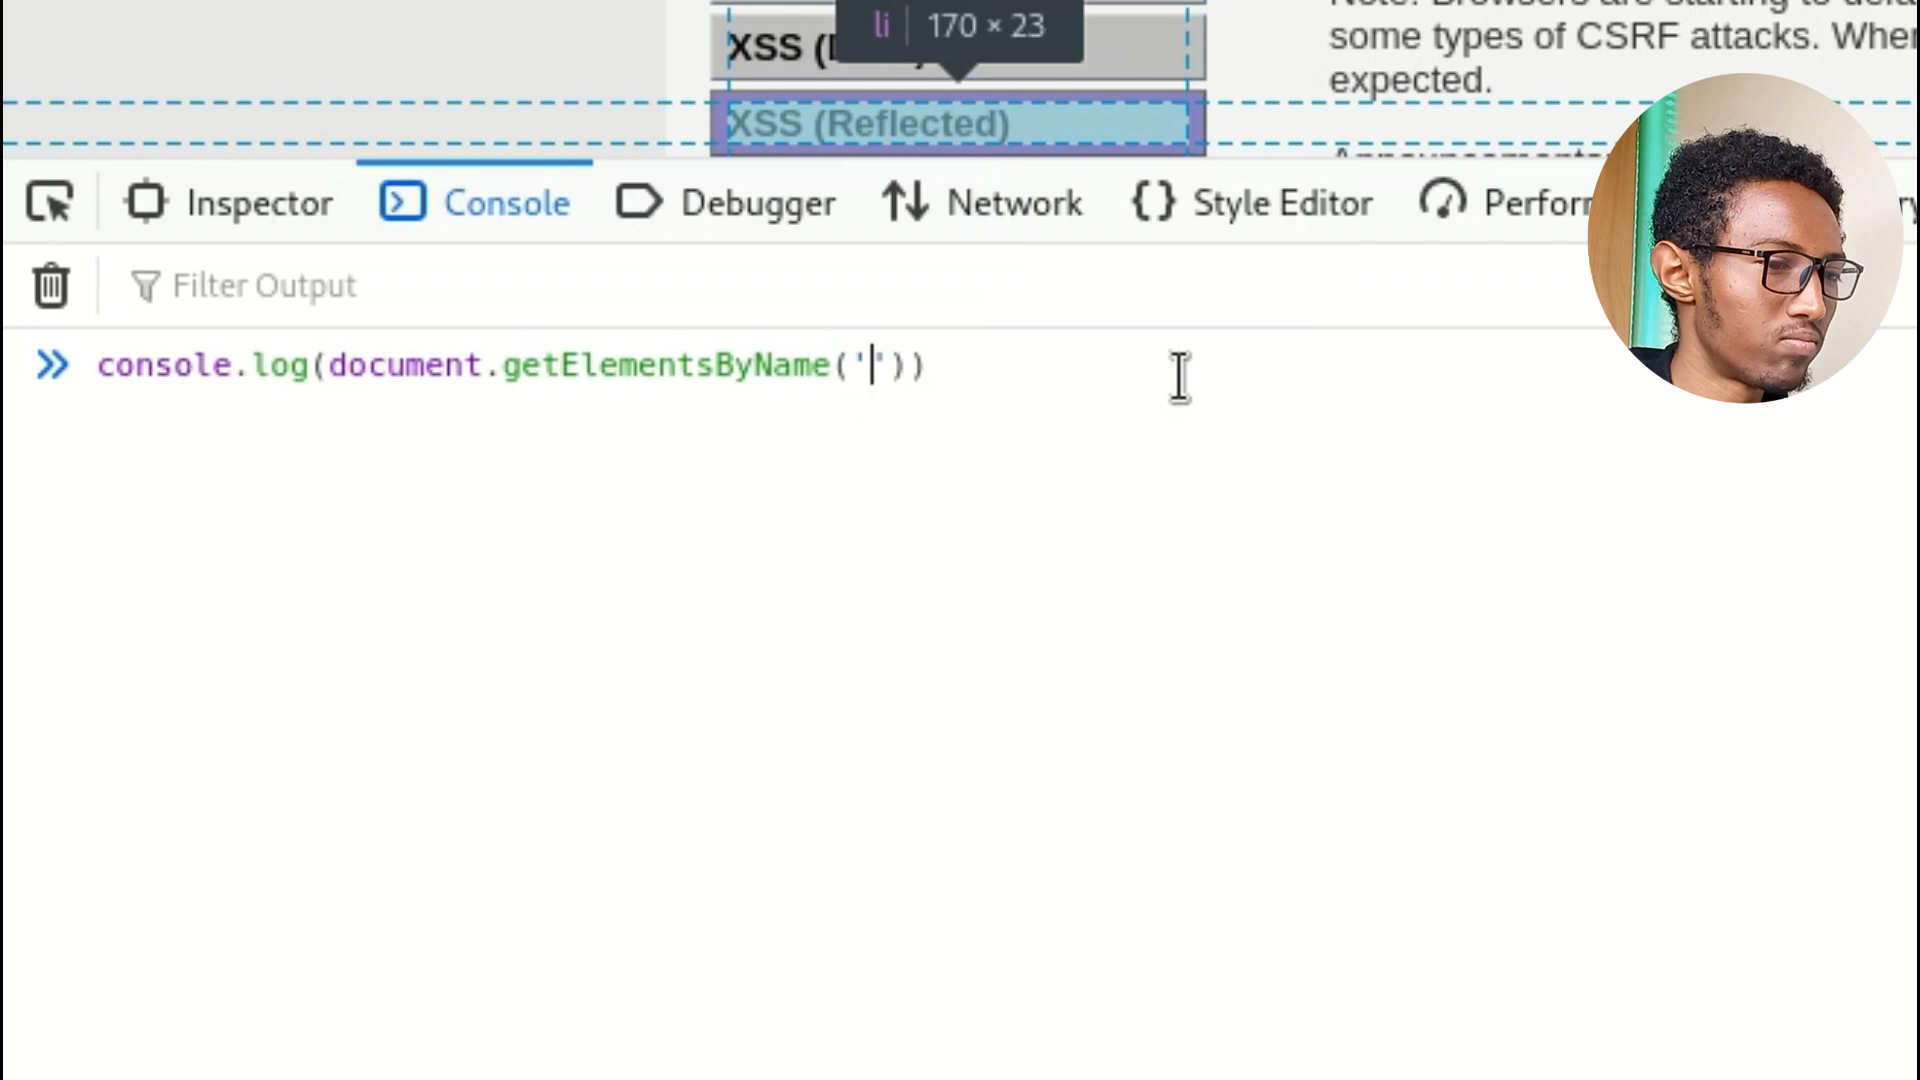 some types of CSRF attacks.
expected.
li 170 × 23
XSS (
XSS (Reflected)
Inspector Console Debugger Network {} Style Editor
Filter Output
console.log(document.getElementsByName(''))